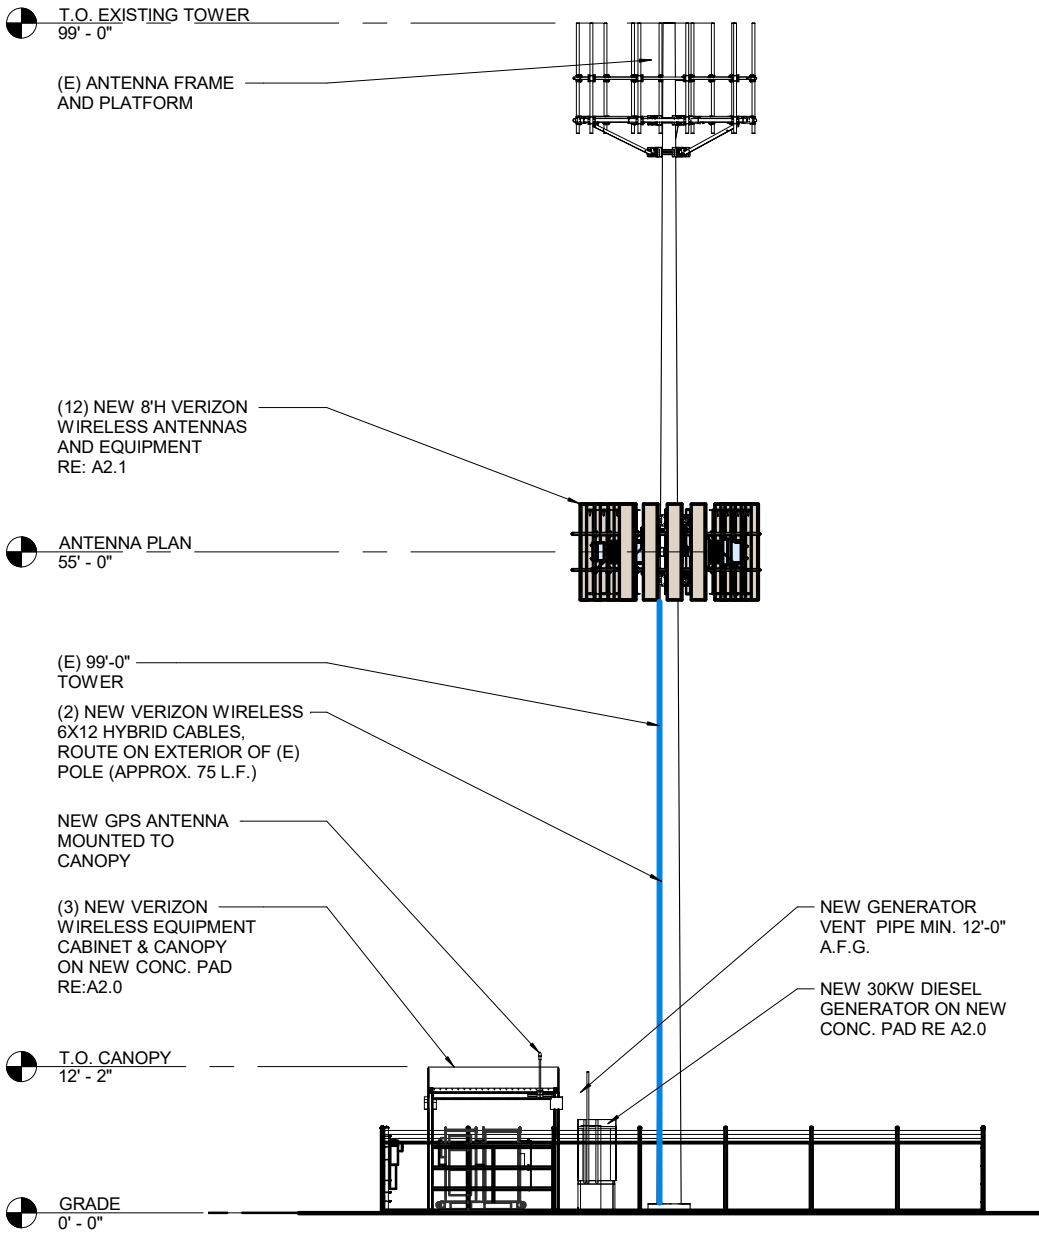 T.O. EXISTING TOWER
99' - 0"
(E) ANTENNA FRAME
AND PLATFORM
(12) NEW 8'H VERIZON
WIRELESS ANTENNAS
AND EQUIPMENT
RE: A2.1
ANTENNA PLAN
55' - 0"
(E) 99'-0"
TOWER
(2) NEW VERIZON WIRELESS
6X12 HYBRID CABLES,
ROUTE ON EXTERIOR OF (E)
POLE (APPROX. 75 L.F.)
NEW GPS ANTENNA
MOUNTED TO
CANOPY
(3) NEW VERIZON
WIRELESS EQUIPMENT
CABINET & CANOPY
ON NEW CONC. PAD
RE:A2.0
NEW GENERATOR
VENT PIPE MIN. 12'-0"
A.F.G.
NEW 30KW DIESEL
GENERATOR ON NEW
CONC. PAD RE A2.0
T.O. CANOPY
12' - 2"
GRADE
0' - 0"